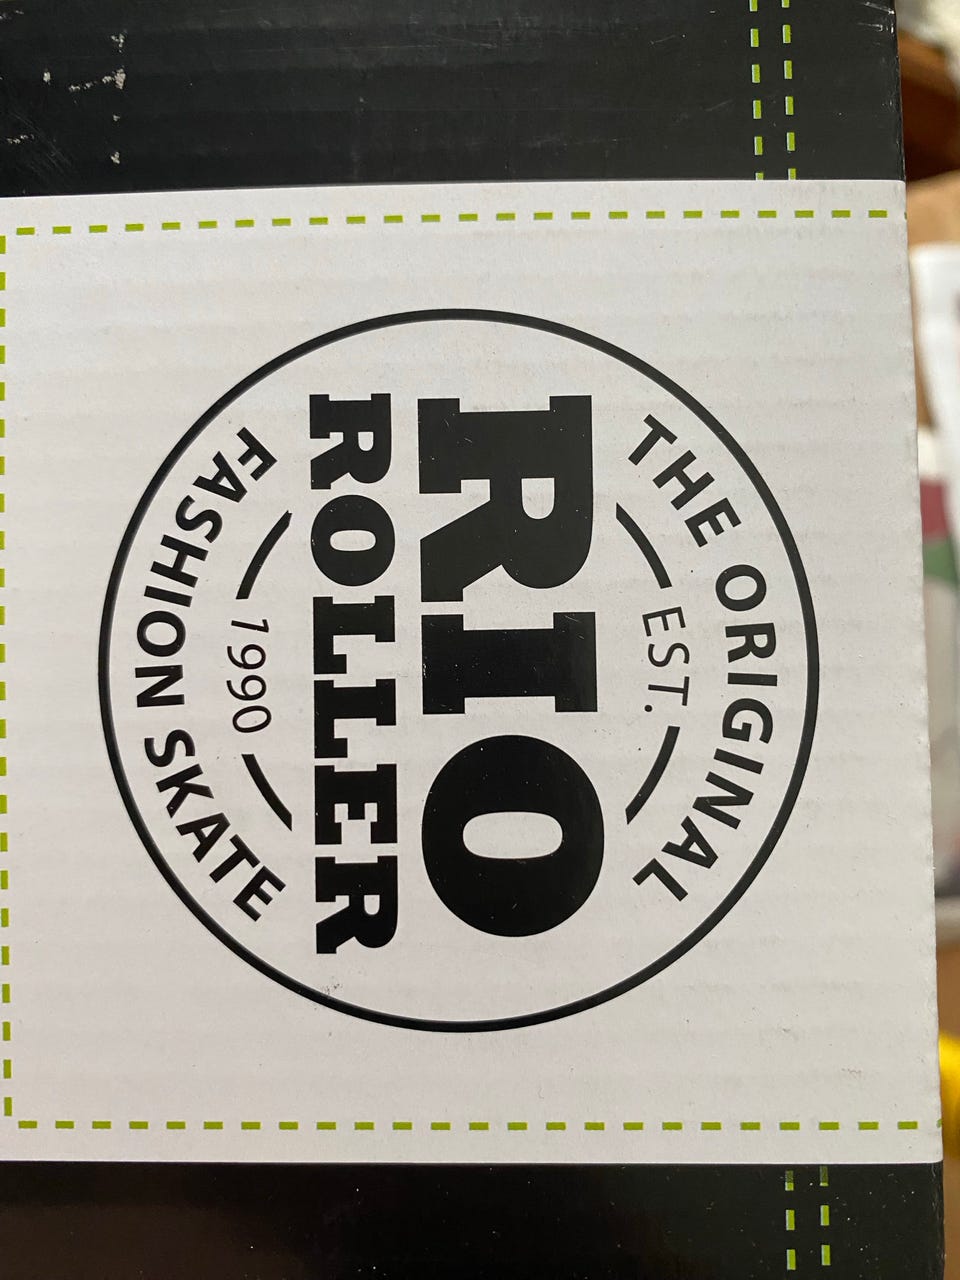 THE ORIGINAL
EST.
RIO
ROLLER
1990
FASHION SKATE